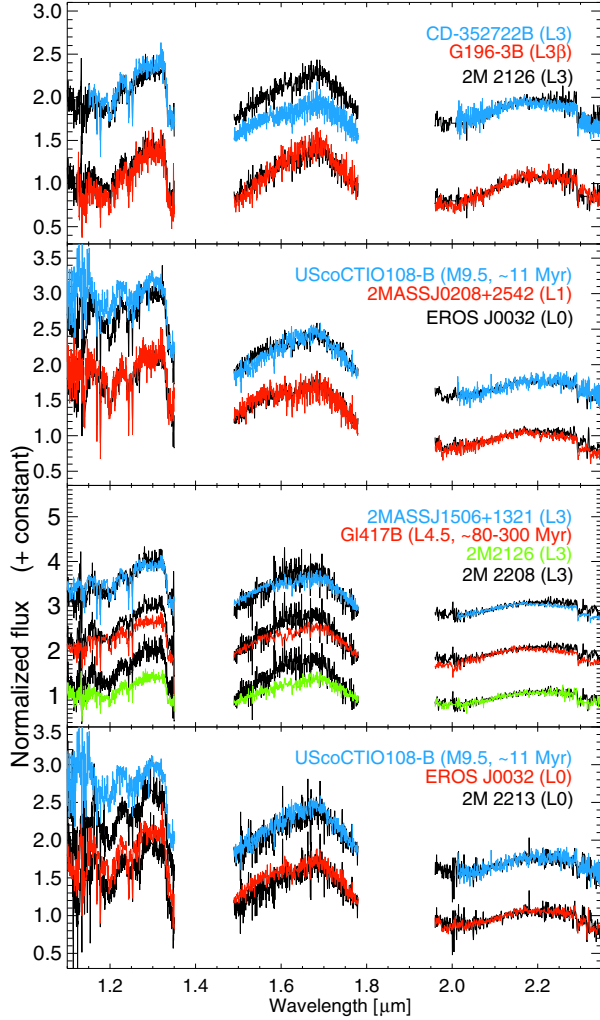 3.0
2.5
2.0
1.5
1.0
0.5
CD-352722B (L3)
G196-3B (L3β)
2M 2126 (L3)
3.5
3.0
2.5
2.0
1.5
1.0
0.5
UScoCTIO108-B (M9.5, ~11 Myr)
2MASSJ0208+2542 (L1)
EROS J0032 (L0)
5
4
3
2
1
2MASSJ1506+1321 (L3)
Gl417B (L4.5, ~80-300 Myr)
2M2126 (L3)
2M 2208 (L3)
3.5
3.0
2.5
2.0
1.5
1.0
0.5
UScoCTIO108-B (M9.5, ~11 Myr)
EROS J0032 (L0)
2M 2213 (L0)
Normalized flux (+ constant)
1.2 1.4 1.6 1.8 2.0 2.2
Wavelength [μm]